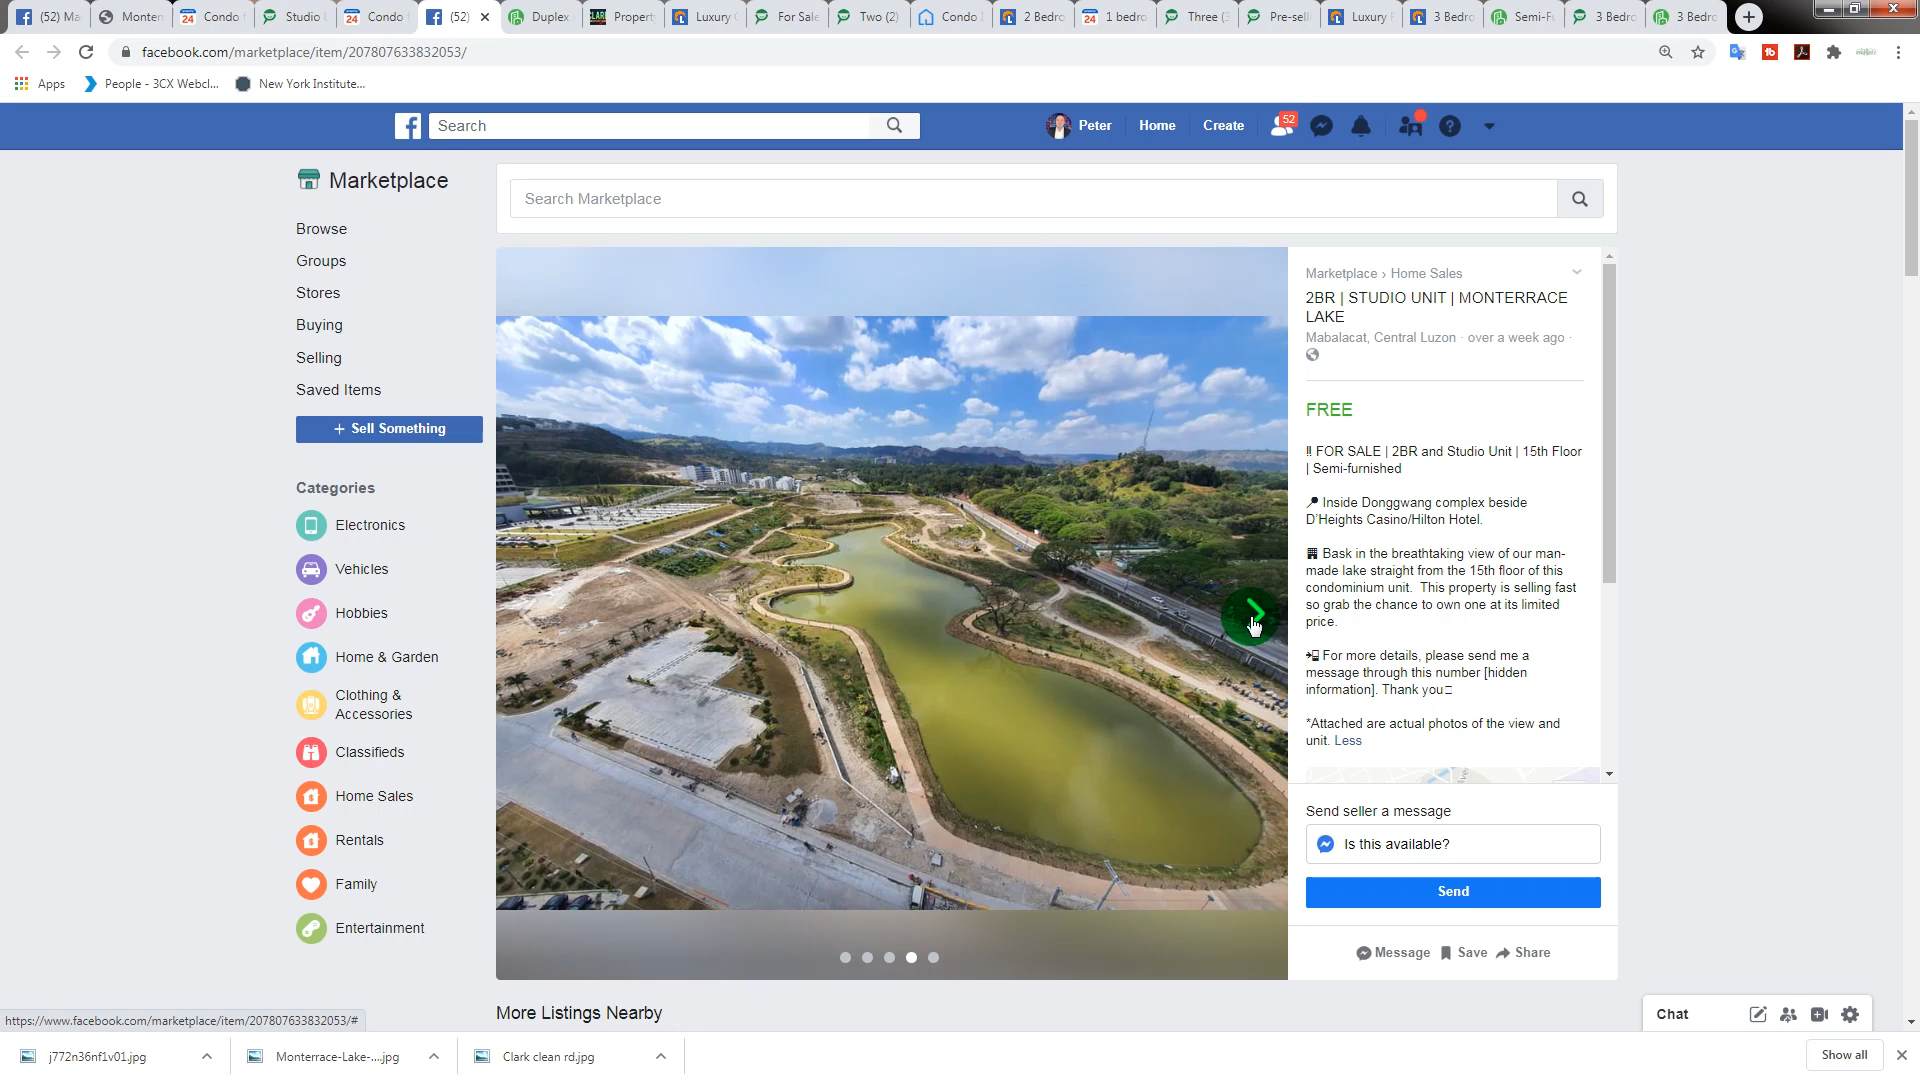 (52) Ma
Monterr
Condo f
Studio U
Condo f
(52)
Duplex
Propert
Luxury C
For Sale
Two (2)
Condo
2 Bedro
1 bedro
Three (3
Pre-sell
Luxury F
3 Bedro
Semi-Fu
3 Bedro
3 Bedro
facebook.com/marketplace/item/207807633832053/
Apps
People - 3CX Webcl...
New York Institute...
Search
Peter
Home
Create
52
Marketplace
Search Marketplace
Browse
Groups
Stores
Buying
Selling
Saved Items
+ Sell Something
Categories
Electronics
Vehicles
Hobbies
Home & Garden
Clothing &
Accessories
Classifieds
Home Sales
Rentals
Family
Entertainment
Marketplace › Home Sales
2BR | STUDIO UNIT | MONTERRACE
LAKE
Mabalacat, Central Luzon · over a week ago ·
FREE
‼ FOR SALE | 2BR and Studio Unit | 15th Floor
| Semi-furnished
📍 Inside Donggwang complex beside
D'Heights Casino/Hilton Hotel.
🏢 Bask in the breathtaking view of our man-
made lake straight from the 15th floor of this
condominium unit. This property is selling fast
so grab the chance to own one at its limited
price.
📲 For more details, please send me a
message through this number [hidden
information]. Thank you
*Attached are actual photos of the view and
unit. Less
Send seller a message
Is this available?
Send
Message
Save
Share
More Listings Nearby
Chat
https://www.facebook.com/marketplace/item/207807633832053/#
j772n36nf1v01.jpg
Monterrace-Lake-....jpg
Clark clean rd.jpg
Show all